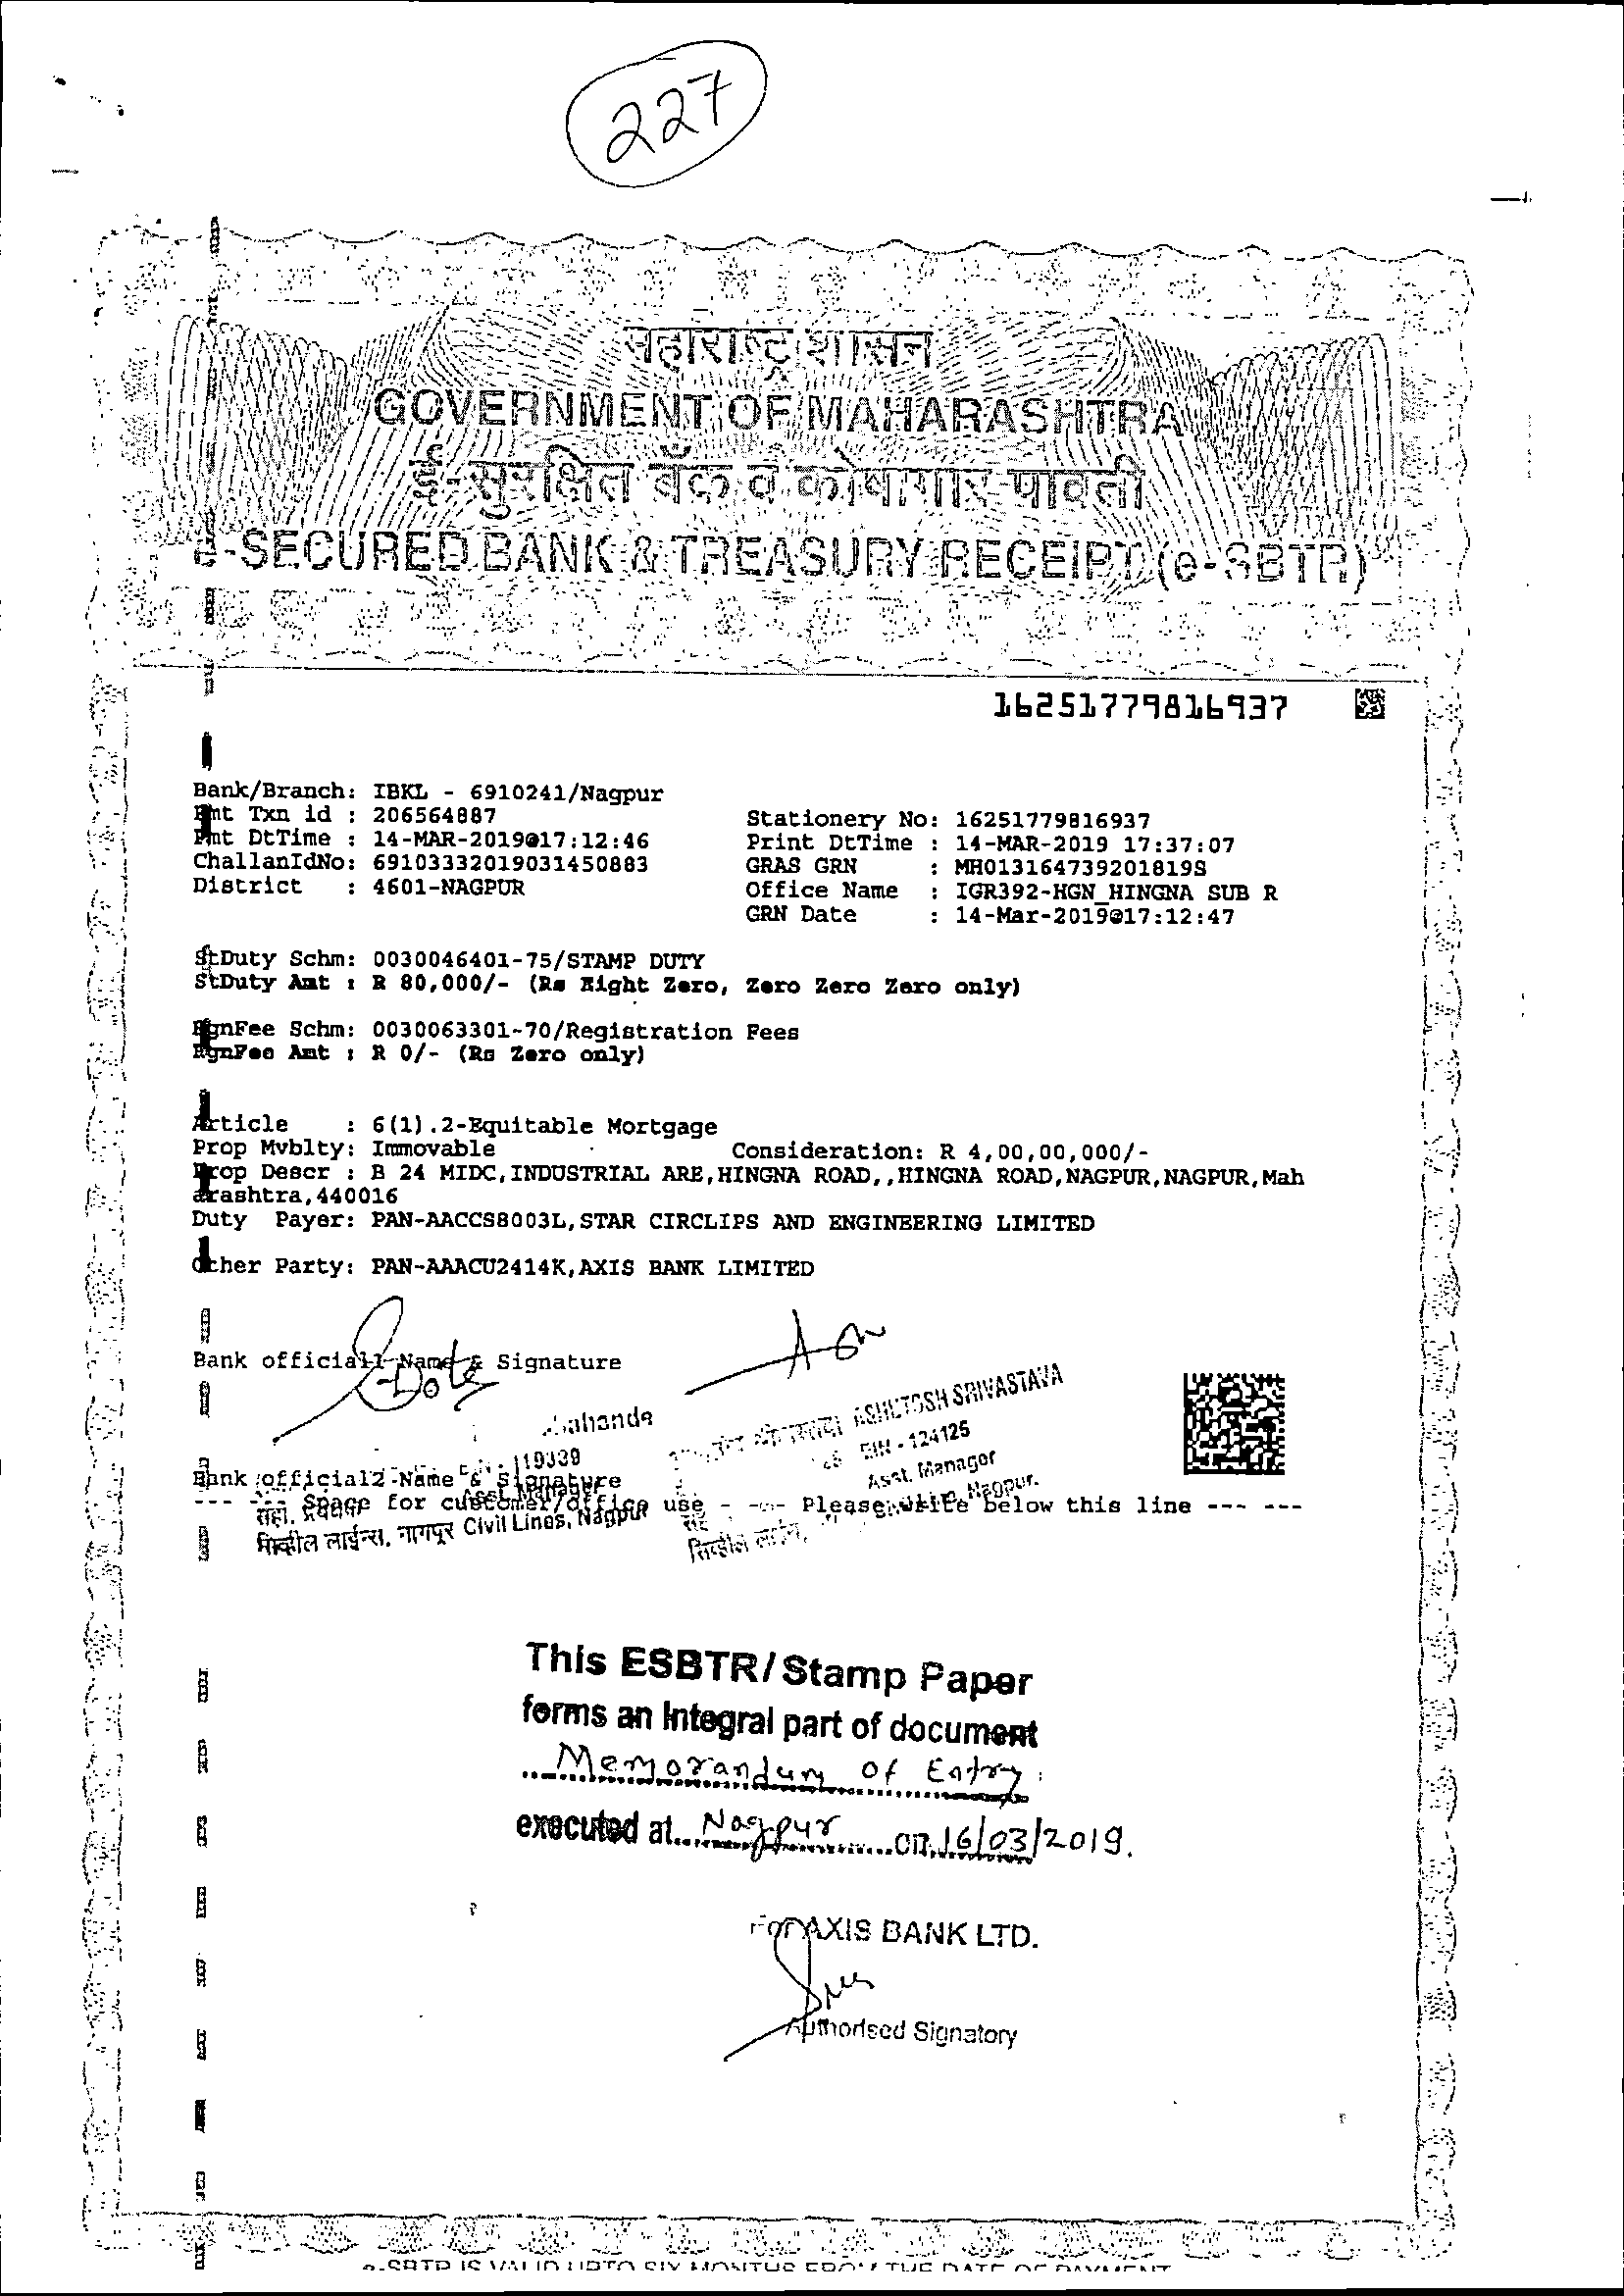 227
महाराष्ट्र शासन
GOVERNMENT OF MAHARASHTRA
ई-सुरक्षित बँक व कोषागार पावती
e-SECURED BANK & TREASURY RECEIPT (e-SBTR)
16251779816937
Bank/Branch: IBKL - 6910241/Nagpur
Pmt Txn id : 206564887
Stationery No: 16251779816937
Pmt DtTime : 14-MAR-2019@17:12:46
Print DtTime : 14-MAR-2019 17:37:07
ChallanIdNo: 69103332019031450883
GRAS GRN : MH013164739201819S
District : 4601-NAGPUR
Office Name : IGR392-HGN_HINGNA SUB R
GRN Date : 14-Mar-2019@17:12:47
StDuty Schm: 0030046401-75/STAMP DUTY
StDuty Amt : R 80,000/- (Rs Eight Zero, Zero Zero Zero only)
RgnFee Schm: 0030063301-70/Registration Fees
RgnFee Amt : R 0/- (Rs Zero only)
Article : 6(1).2-Equitable Mortgage
Prop Mvblty: Immovable Consideration: R 4,00,00,000/-
Prop Descr : B 24 MIDC,INDUSTRIAL ARE,HINGNA ROAD,,HINGNA ROAD,NAGPUR,NAGPUR,Mah
arashtra,440016
Duty Payer: PAN-AACCS8003L,STAR CIRCLIPS AND ENGINEERING LIMITED
Other Party: PAN-AAACU2414K,AXIS BANK LIMITED
Bank official1 Name & Signature
ASHUTOSH SRIVASTAVA
EIN - 124125
Asst. Manager
Nagpur.
Bank official2 Name & Signature
Asst. Manager
--- --- Space for customer/office use - --- Please write below this line --- ---
सिव्हील लाईन्स, नागपूर Civil Lines, Nagpur
This ESBTR/Stamp Paper
forms an Integral part of document
Memorandum of Entry
executed at Nagpur on 16/03/2019.
For AXIS BANK LTD.
Authorised Signatory
e-SBTR IS VALID UPTO SIX MONTHS FROM THE DATE OF PAYMENT